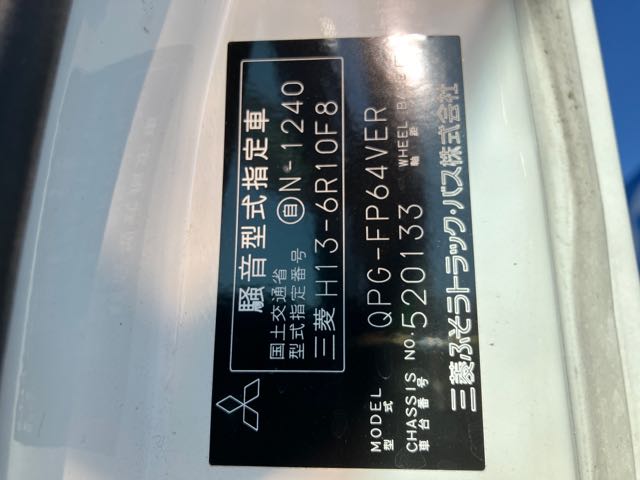 騒音型式指定車
国土交通省
型式指定番号
自 N-1240
三菱 H13-6R10F8
MODEL
型式
QPG-FP64VER
CHASSIS NO.
車台番号
520133
WHEEL BASE
軸距
三菱ふそうトラック・バス株式会社